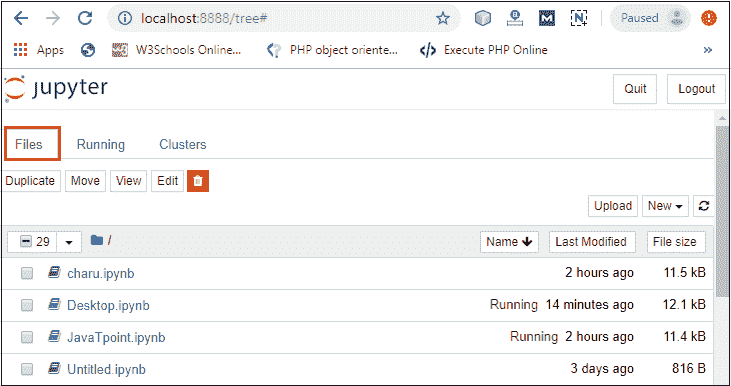 localhost:8888/tree#
Paused
Apps W3Schools Online... PHP object oriente... Execute PHP Online »
jupyter Quit Logout
Files Running Clusters
Duplicate Move View Edit
Upload New
29 / Name Last Modified File size
charu.ipynb 2 hours ago 11.5 kB
Desktop.ipynb Running 14 minutes ago 12.1 kB
JavaTpoint.ipynb Running 2 hours ago 11.4 kB
Untitled.ipynb 3 days ago 816 B